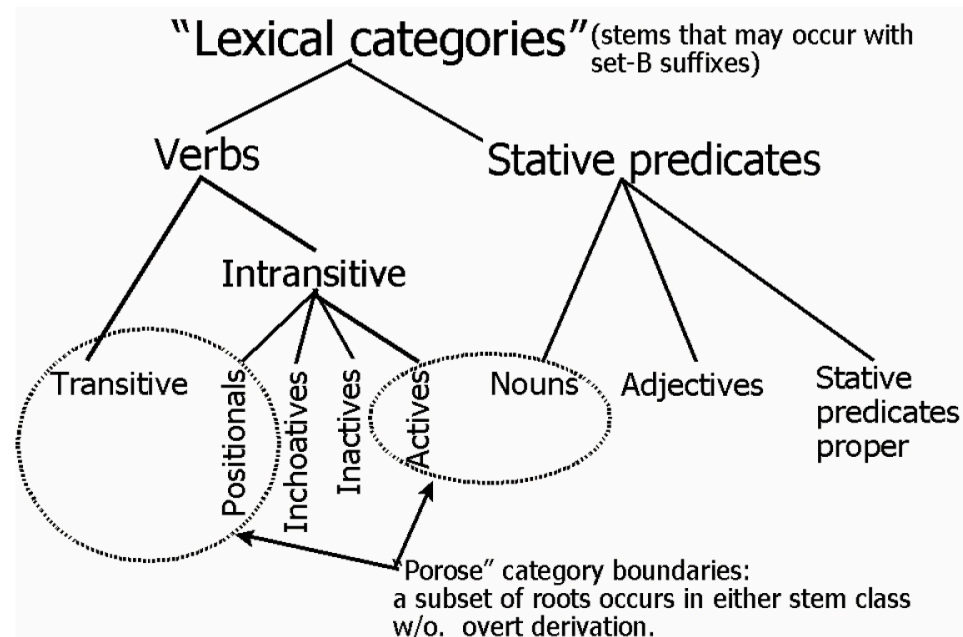 “Lexical categories” (stems that may occur with
set-B suffixes)
Verbs
Stative predicates
Intransitive
Transitive
Positionals
Inchoatives
Inactives
Actives
Nouns
Adjectives
Stative
predicates
proper
“Porose” category boundaries:
a subset of roots occurs in either stem class
w/o. overt derivation.